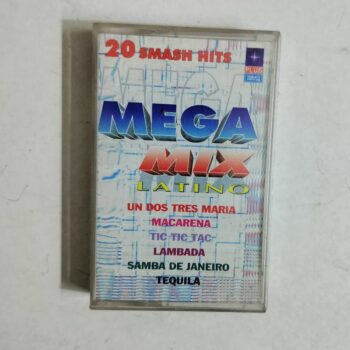 20 SMASH HITS
MEGA
MIX
LATINO
UN DOS TRES MARIA
MACARENA
TIC TIC TAC
LAMBADA
SAMBA DE JANEIRO
TEQUILA